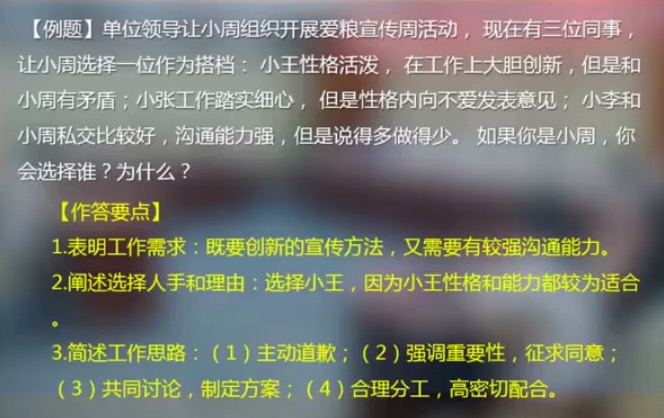 【例题】单位领导让小周组织开展爱粮宣传周活动， 现在有三位同事，
让小周选择一位作为搭档： 小王性格活泼， 在工作上大胆创新，但是和
小周有矛盾；小张工作踏实细心， 但是性格内向不爱发表意见； 小李和
小周私交比较好，沟通能力强，但是说得多做得少。 如果你是小周，你
会选择谁？为什么？
【作答要点】
1.表明工作需求：既要创新的宣传方法，又需要有较强沟通能力。
2.阐述选择人手和理由：选择小王，因为小王性格和能力都较为适合
。
3.简述工作思路：（1）主动道歉；（2）强调重要性，征求同意；
（3）共同讨论，制定方案；（4）合理分工，高密切配合。